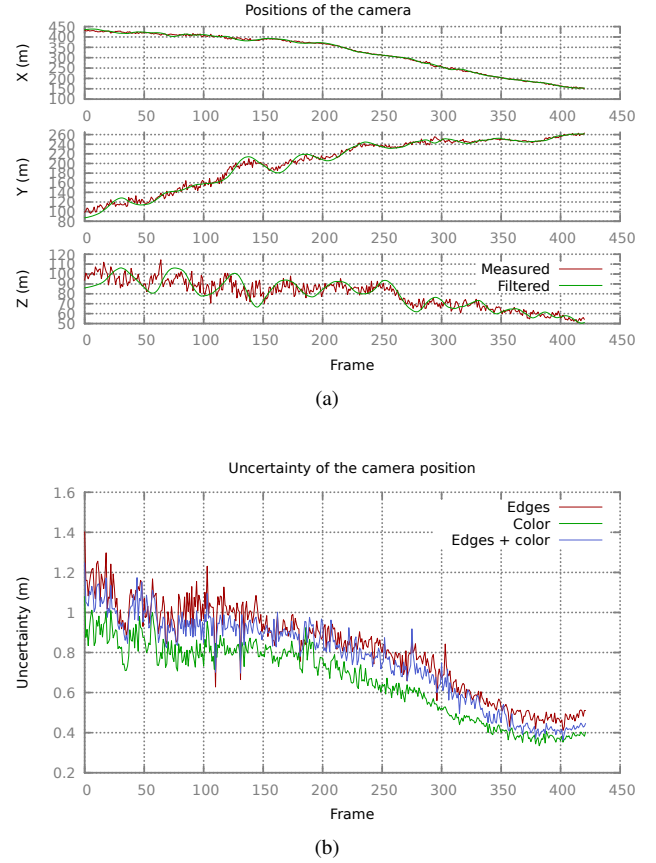 Positions of the camera
X (m)
450
400
350
300
250
200
150
100
0 50 100 150 200 250 300 350 400 450
Y (m)
260
240
220
200
180
160
140
120
100
80
0 50 100 150 200 250 300 350 400 450
Z (m)
120
110
100
90
80
70
60
50
Measured
Filtered
0 50 100 150 200 250 300 350 400 450
Frame
(a)
Uncertainty of the camera position
Uncertainty (m)
1.6
1.4
1.2
1
0.8
0.6
0.4
0.2
Edges
Color
Edges + color
0 50 100 150 200 250 300 350 400 450
Frame
(b)